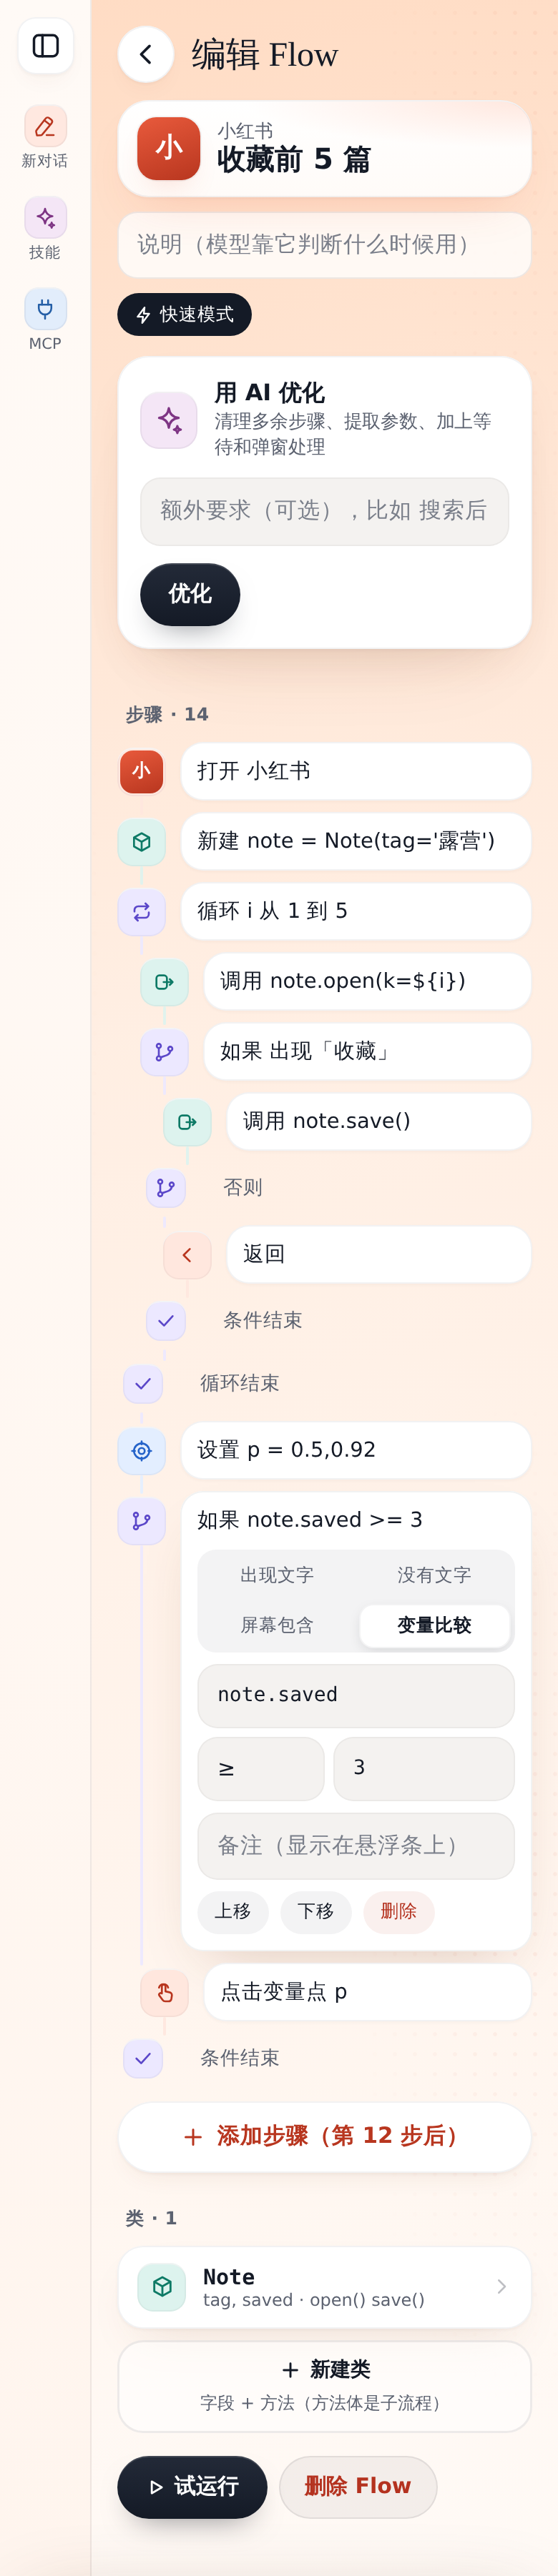 编辑 Flow
新对话
技能
MCP
小
小红书
收藏前 5 篇
说明（模型靠它判断什么时候用）
快速模式
用 AI 优化
清理多余步骤、提取参数、加上等
待和弹窗处理
额外要求（可选），比如 搜索后
优化
步骤 · 14
小
打开 小红书
新建 note = Note(tag='露营')
循环 i 从 1 到 5
调用 note.open(k=${i})
如果 出现「收藏」
调用 note.save()
否则
返回
条件结束
循环结束
设置 p = 0.5,0.92
如果 note.saved >= 3
出现文字 没有文字
屏幕包含 变量比较
note.saved
≥ 3
备注（显示在悬浮条上）
上移 下移 删除
点击变量点 p
条件结束
添加步骤（第 12 步后）
类 · 1
Note
tag, saved · open() save()
新建类
字段 + 方法（方法体是子流程）
试运行 删除 Flow